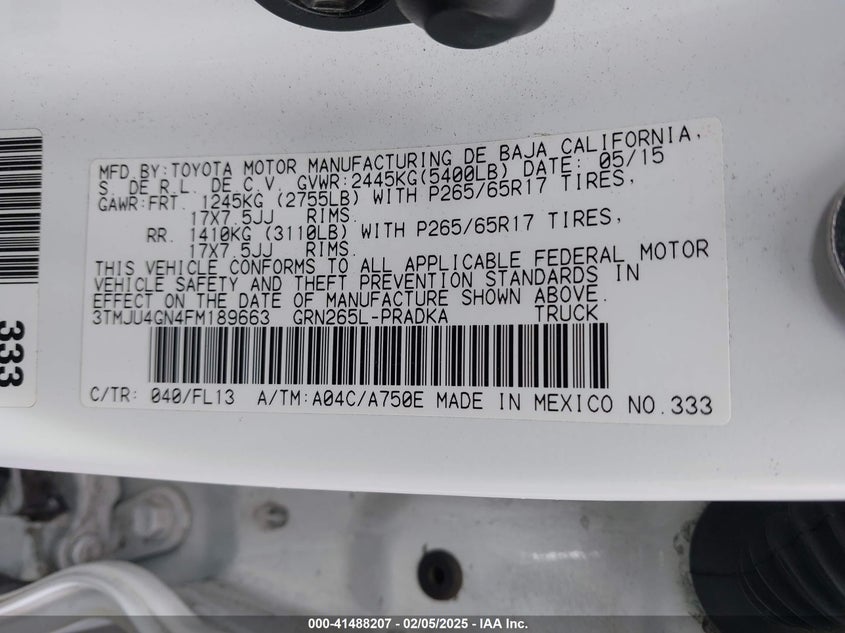 MFD.BY:TOYOTA MOTOR MANUFACTURING DE BAJA CALIFORNIA,
S. DE R.L. DE C.V. GVWR:2445KG(5400LB) DATE: 05/15
GAWR:FRT. 1245KG (2755LB) WITH P265/65R17 TIRES,
17X7.5JJ RIMS.
RR. 1410KG (3110LB) WITH P265/65R17 TIRES,
17X7.5JJ RIMS.
THIS VEHICLE CONFORMS TO ALL APPLICABLE FEDERAL MOTOR
VEHICLE SAFETY AND THEFT PREVENTION STANDARDS IN
EFFECT ON THE DATE OF MANUFACTURE SHOWN ABOVE.
3TMJU4GN4FM189663 GRN265L-PRADKA TRUCK
C/TR: 040/FL13 A/TM:A04C/A750E MADE IN MEXICO NO.333
333
000-41488207 - 02/05/2025 - IAA Inc.